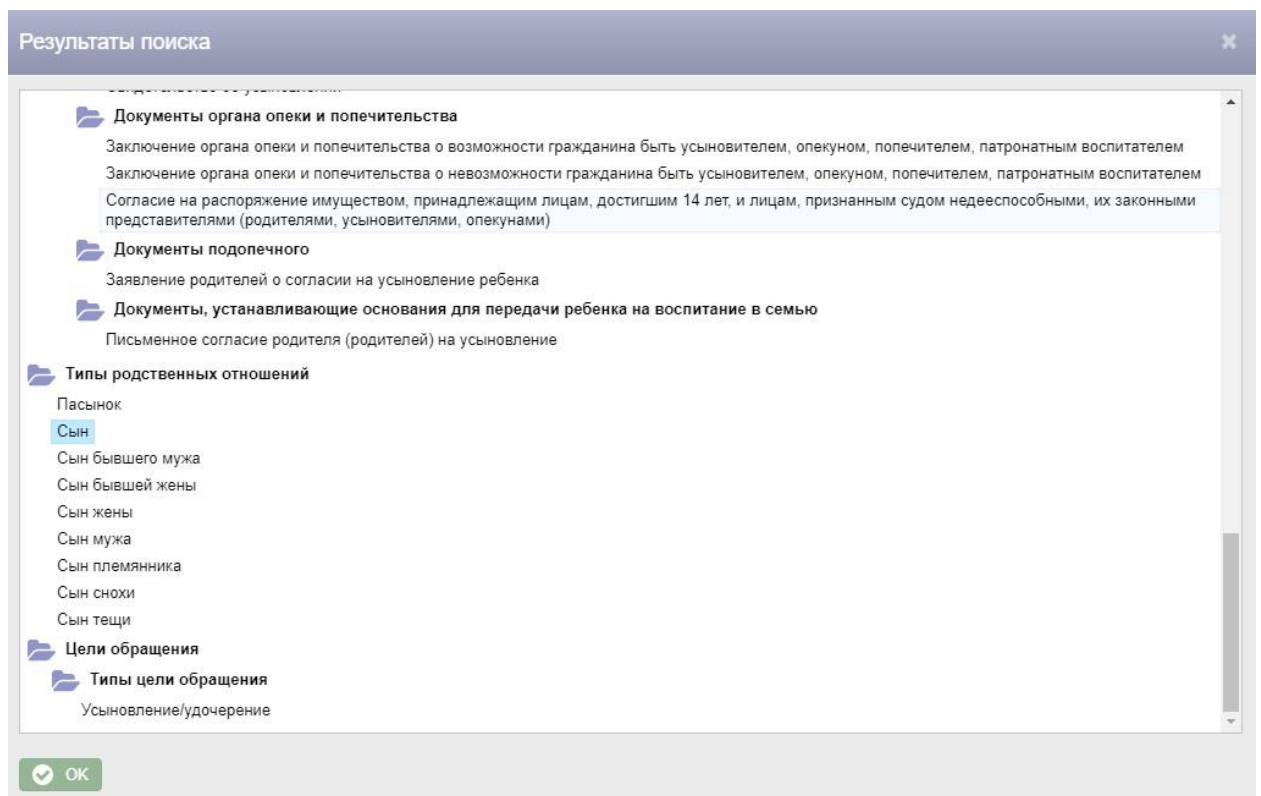 Результаты поиска
Документы органа опеки и попечительства
Заключение органа опеки и попечительства о возможности гражданина быть усыновителем, опекуном, попечителем, патронатным воспитателем
Заключение органа опеки и попечительства о невозможности гражданина быть усыновителем, опекуном, попечителем, патронатным воспитателем
Согласие на распоряжение имуществом, принадлежащим лицам, достигшим 14 лет, и лицам, признанным судом недееспособными, их законными
представителями (родителями, усыновителями, опекунами)
Документы подопечного
Заявление родителей о согласии на усыновление ребенка
Документы, устанавливающие основания для передачи ребенка на воспитание в семью
Письменное согласие родителя (родителей) на усыновление
Типы родственных отношений
Пасынок
Сын
Сын бывшего мужа
Сын бывшей жены
Сын жены
Сын мужа
Сын племянника
Сын снохи
Сын тещи
Цели обращения
Типы цели обращения
Усыновление/удочерение
OK